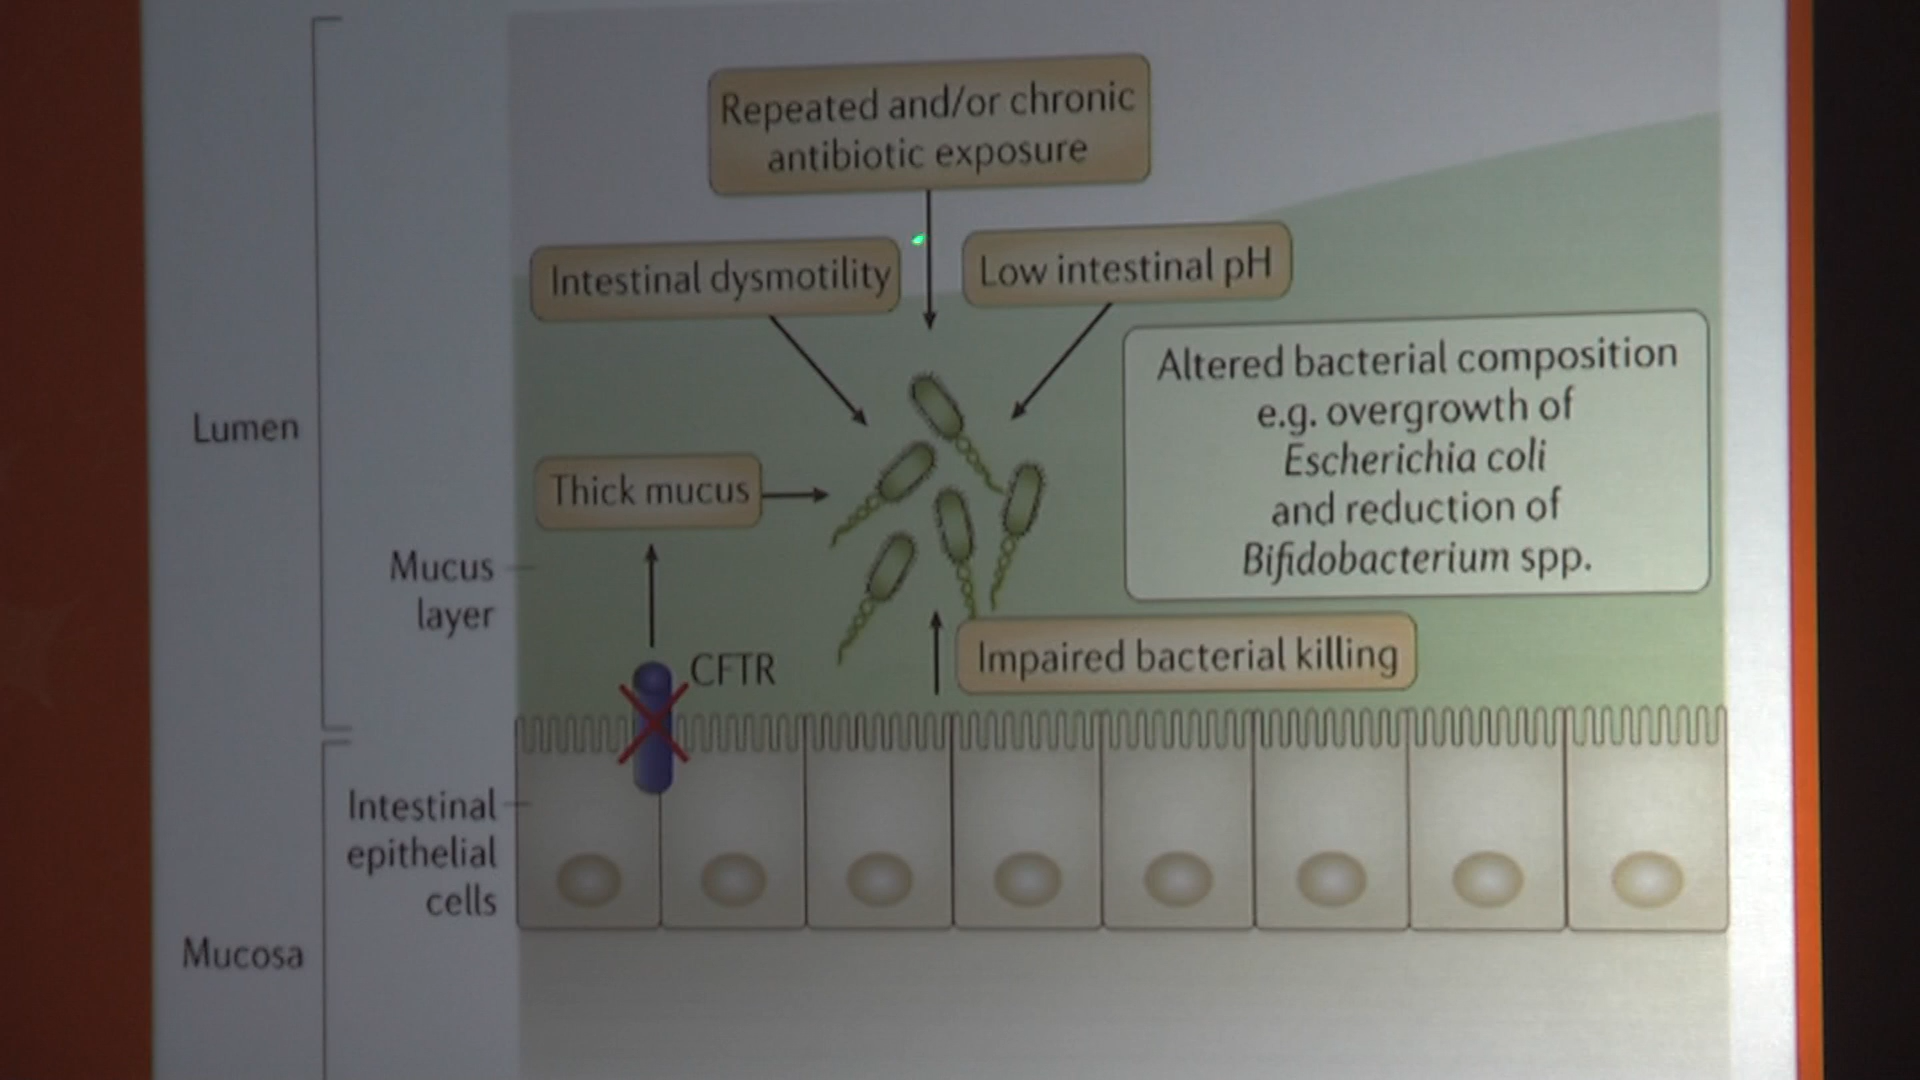 Repeated and/or chronic
antibiotic exposure
Intestinal dysmotility
Low intestinal pH
Altered bacterial composition
e.g. overgrowth of
Escherichia coli
and reduction of
Bifidobacterium spp.
Lumen
Thick mucus
Mucus
layer
CFTR
Impaired bacterial killing
Intestinal
epithelial
cells
Mucosa